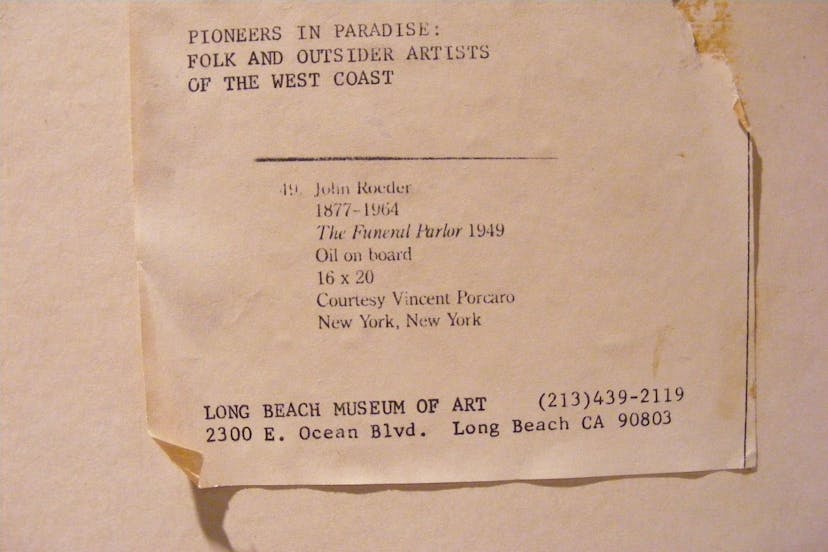 PIONEERS IN PARADISE:
FOLK AND OUTSIDER ARTISTS
OF THE WEST COAST
49. John Roeder
1877-1964
The Funeral Parlor 1949
Oil on board
16 x 20
Courtesy Vincent Porcaro
New York, New York
LONG BEACH MUSEUM OF ART (213)439-2119
2300 E. Ocean Blvd. Long Beach CA 90803